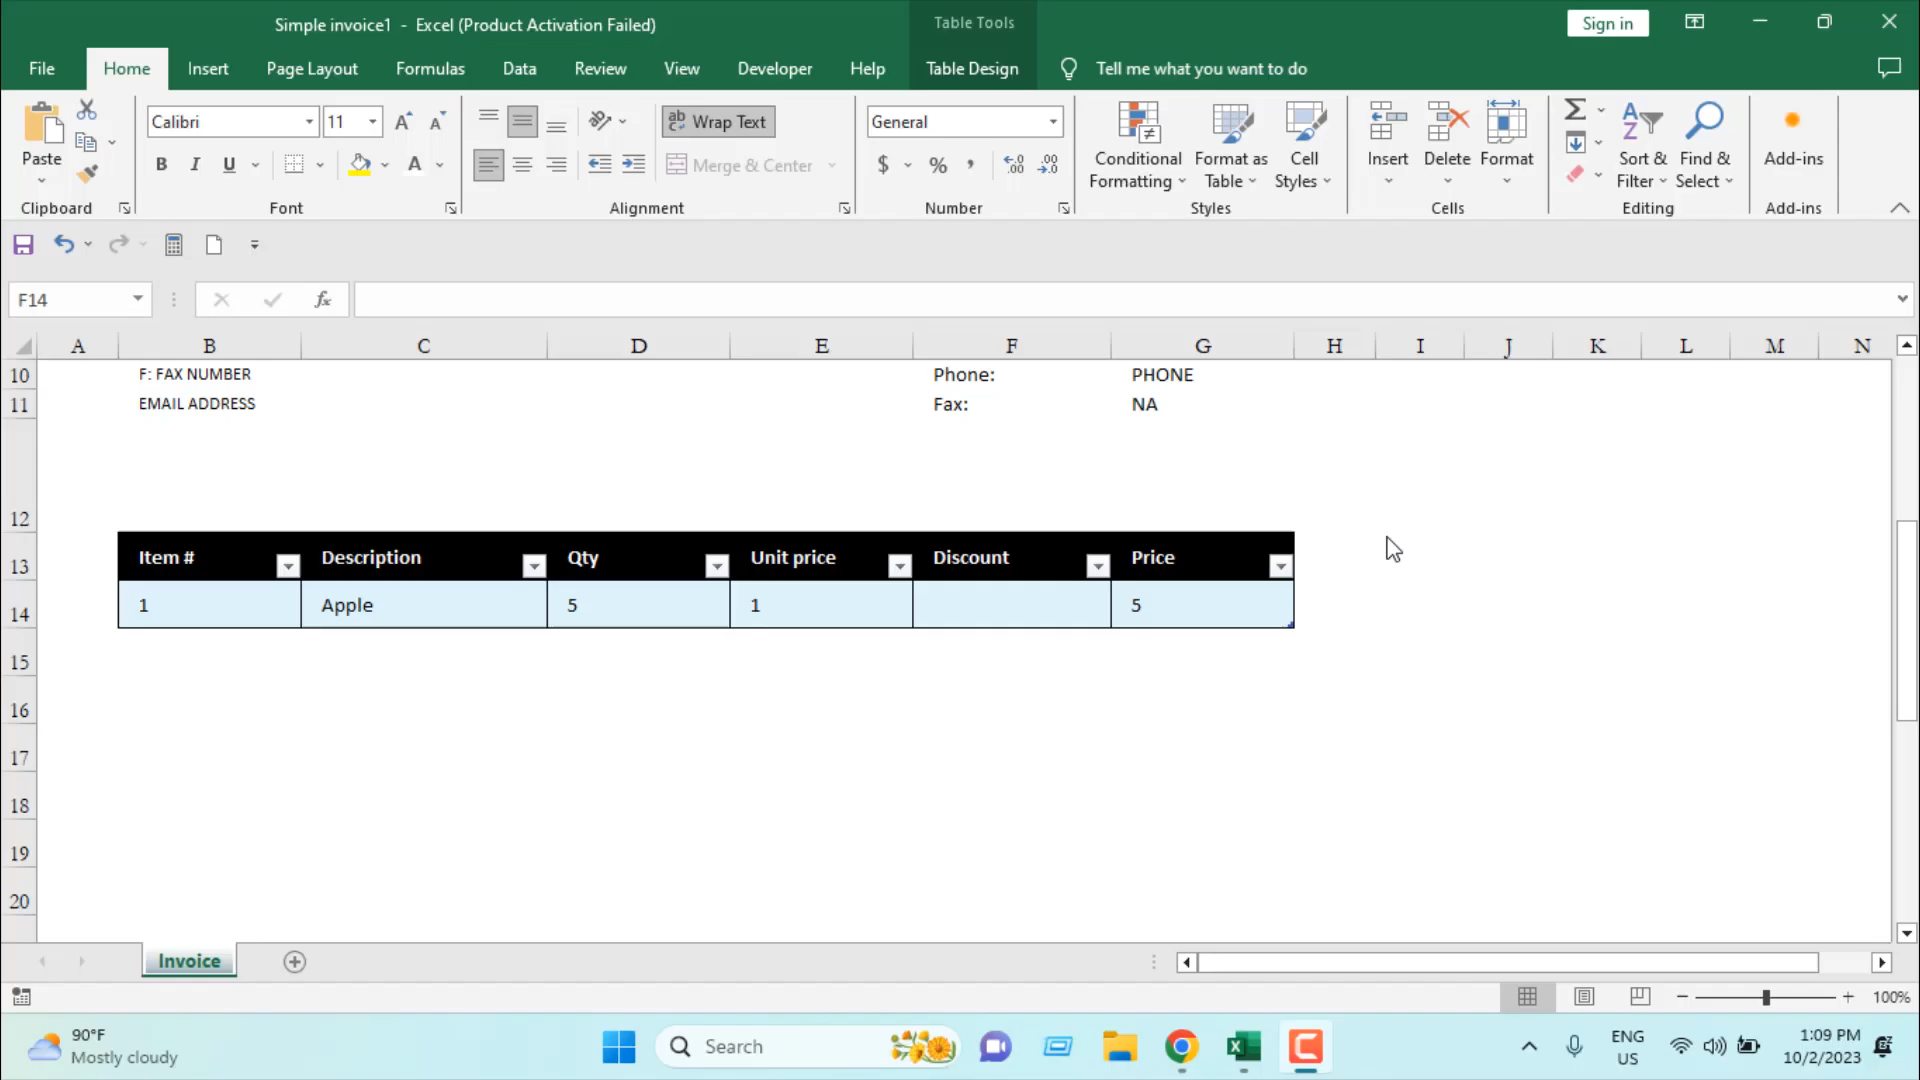 Simple invoice1 - Excel (Product Activation Failed)
Table Tools
Sign in
File Home Insert Page Layout Formulas Data Review View Developer Help Table Design Tell me what you want to do
Paste
Calibri 11
Wrap Text
General
B I U A
Merge & Center
$ % , .00 .00
Conditional Formatting
Format as Table
Cell Styles
Insert Delete Format
Sort & Filter
Find & Select
Add-ins
Clipboard Font Alignment Number Styles Cells Editing Add-ins
F14 fx
A B C D E F G H I J K L M N
10 F: FAX NUMBER Phone: PHONE
11 EMAIL ADDRESS Fax: NA
12
13 Item # Description Qty Unit price Discount Price
14 1 Apple 5 1 5
15
16
17
18
19
20
Invoice
100%
90°F
Mostly cloudy
Search
ENG
US
1:09 PM
10/2/2023